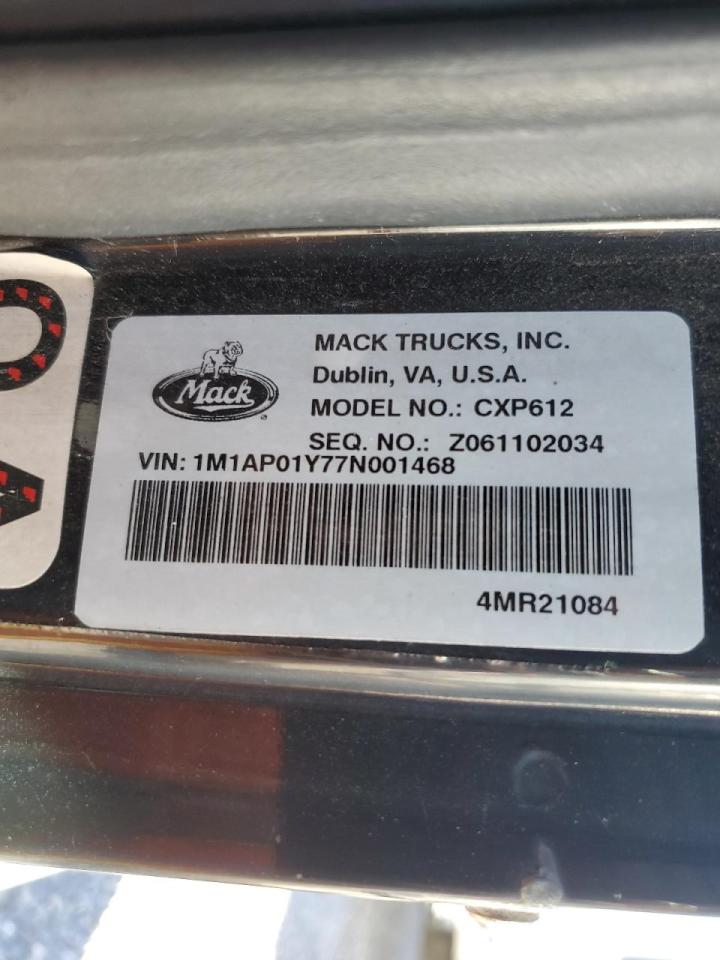 Mack
MACK TRUCKS, INC.
Dublin, VA, U.S.A.
MODEL NO.: CXP612
SEQ. NO.: Z061102034
VIN: 1M1AP01Y77N001468
4MR21084